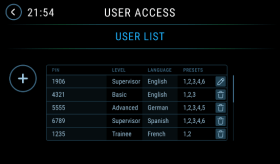 21:54 USER ACCESS
USER LIST
PIN LEVEL LANGUAGE PRESETS
1906 Supervisor English 1,2,3,4,6
4321 Basic English 1,2,3
5555 Advanced German 1,2,3,4,5
6789 Supervisor Spanish 1,2,3,4,6
1235 Trainee French 1,2